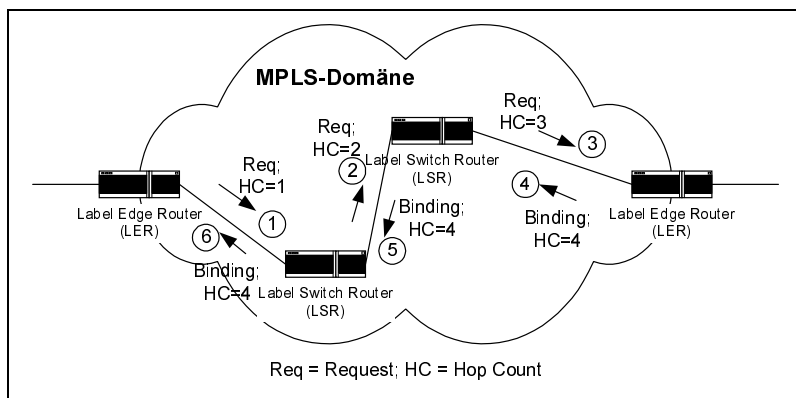 MPLS-Domäne
Req;
HC=1
1
Req;
HC=2
2
Req;
HC=3
3
4
Binding;
HC=4
Binding;
HC=4
5
6
Binding;
HC=4
Label Edge Router
(LER)
Label Switch Router
(LSR)
Label Switch Router
(LSR)
Label Edge Router
(LER)
Req = Request; HC = Hop Count